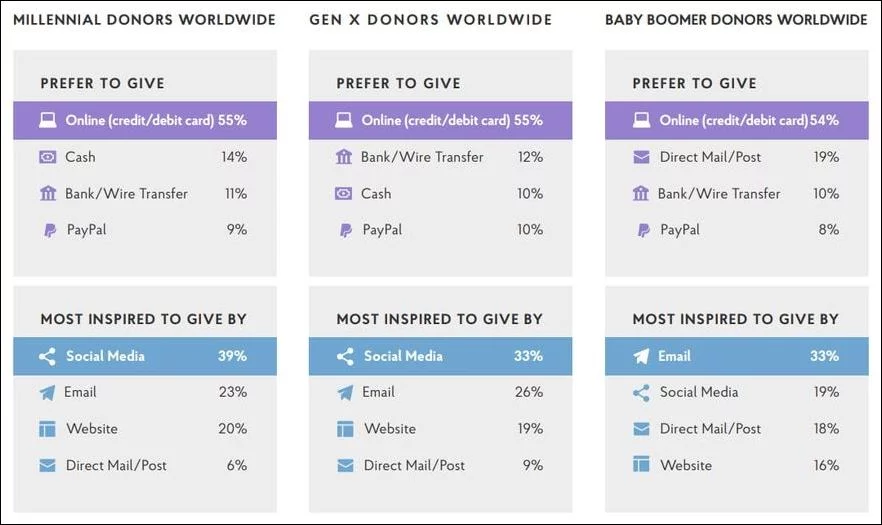 MILLENNIAL DONORS WORLDWIDE
PREFER TO GIVE
Online (credit/debit card) 55%
Cash 14%
Bank/Wire Transfer 11%
PayPal 9%
MOST INSPIRED TO GIVE BY
Social Media 39%
Email 23%
Website 20%
Direct Mail/Post 6%
GEN X DONORS WORLDWIDE
PREFER TO GIVE
Online (credit/debit card) 55%
Bank/Wire Transfer 12%
Cash 10%
PayPal 10%
MOST INSPIRED TO GIVE BY
Social Media 33%
Email 26%
Website 19%
Direct Mail/Post 9%
BABY BOOMER DONORS WORLDWIDE
PREFER TO GIVE
Online (credit/debit card) 54%
Direct Mail/Post 19%
Bank/Wire Transfer 10%
PayPal 8%
MOST INSPIRED TO GIVE BY
Email 33%
Social Media 19%
Direct Mail/Post 18%
Website 16%